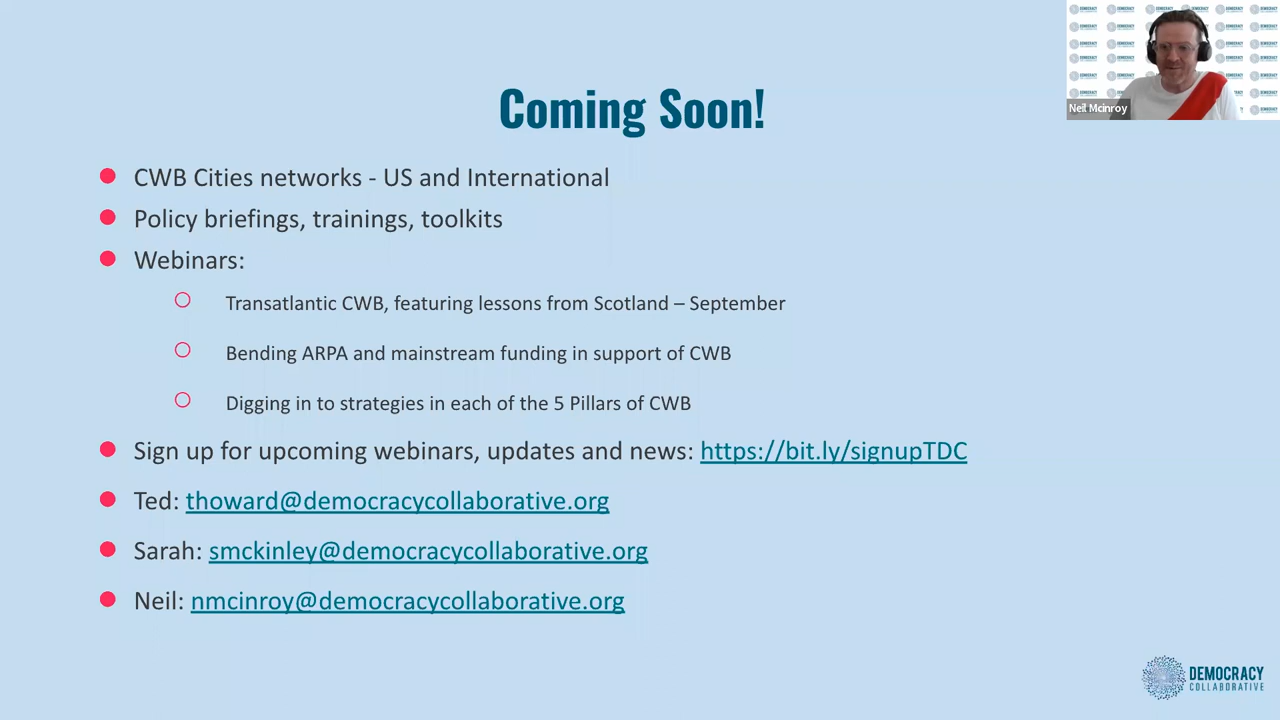 Coming Soon!
CWB Cities networks - US and International
Policy briefings, trainings, toolkits
Webinars:
Transatlantic CWB, featuring lessons from Scotland – September
Bending ARPA and mainstream funding in support of CWB
Digging in to strategies in each of the 5 Pillars of CWB
Sign up for upcoming webinars, updates and news: https://bit.ly/signupTDC
Ted: thoward@democracycollaborative.org
Sarah: smckinley@democracycollaborative.org
Neil: nmcinroy@democracycollaborative.org
Neil Mcinroy
DEMOCRACY
COLLABORATIVE